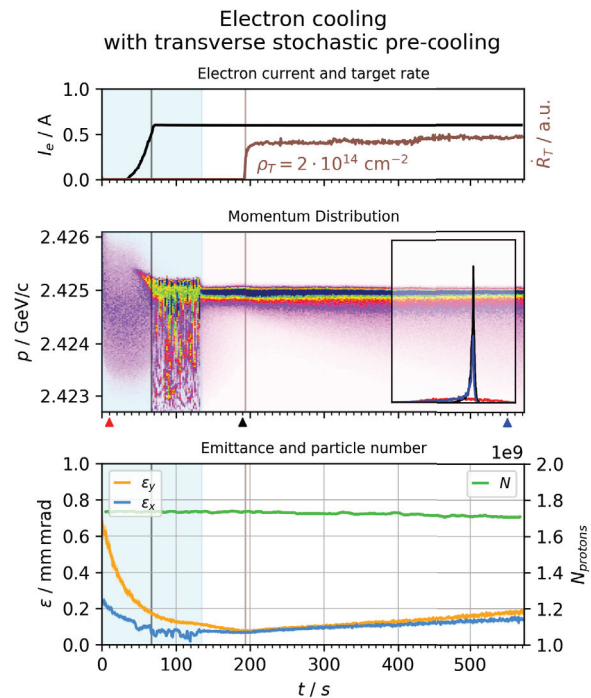 Electron cooling
with transverse stochastic pre-cooling
Electron current and target rate
1.0
0.5
0.0
I_e / A
ρ_T = 2 · 10^14 cm^−2
Ṙ_T / a.u.
Momentum Distribution
2.426
2.425
2.424
2.423
p / GeV/c
Emittance and particle number
1e9
1.0
0.8
0.6
0.4
0.2
0.0
ε / mm mrad
ε_y
ε_x
N
2.0
1.8
1.6
1.4
1.2
1.0
N_protons
0 100 200 300 400 500
t / s